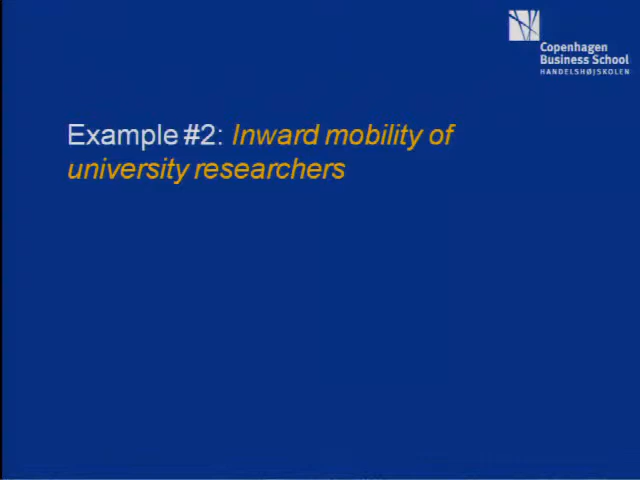 Copenhagen
Business School
HANDELSHØJSKOLEN
Example #2: Inward mobility of
university researchers